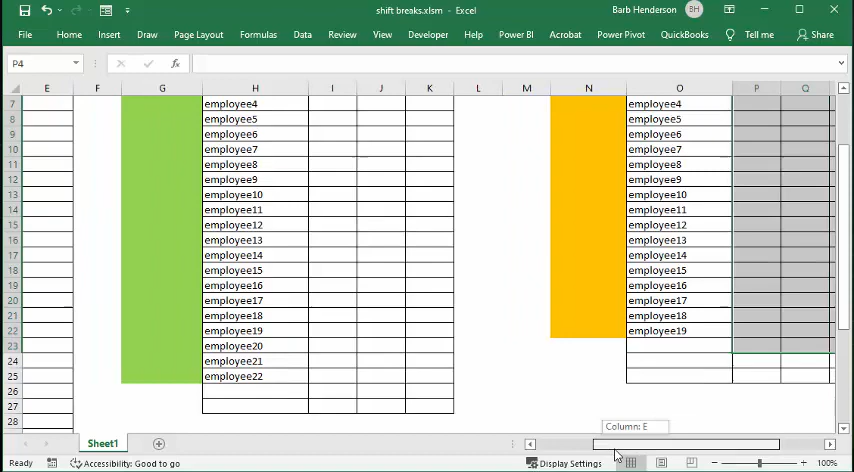 shift breaks.xlsm - Excel
Barb Henderson BH
File Home Insert Draw Page Layout Formulas Data Review View Developer Help Power BI Acrobat Power Pivot QuickBooks Tell me Share
P4 fx
E F G H I J K L M N O P Q
7 employee4 employee4
8 employee5 employee5
9 employee6 employee6
10 employee7 employee7
11 employee8 employee8
12 employee9 employee9
13 employee10 employee10
14 employee11 employee11
15 employee12 employee12
16 employee13 employee13
17 employee14 employee14
18 employee15 employee15
19 employee16 employee16
20 employee17 employee17
21 employee18 employee18
22 employee19 employee19
23 employee20
24 employee21
25 employee22
26
27
28
Column: E
Sheet1
Ready Accessibility: Good to go Display Settings 100%